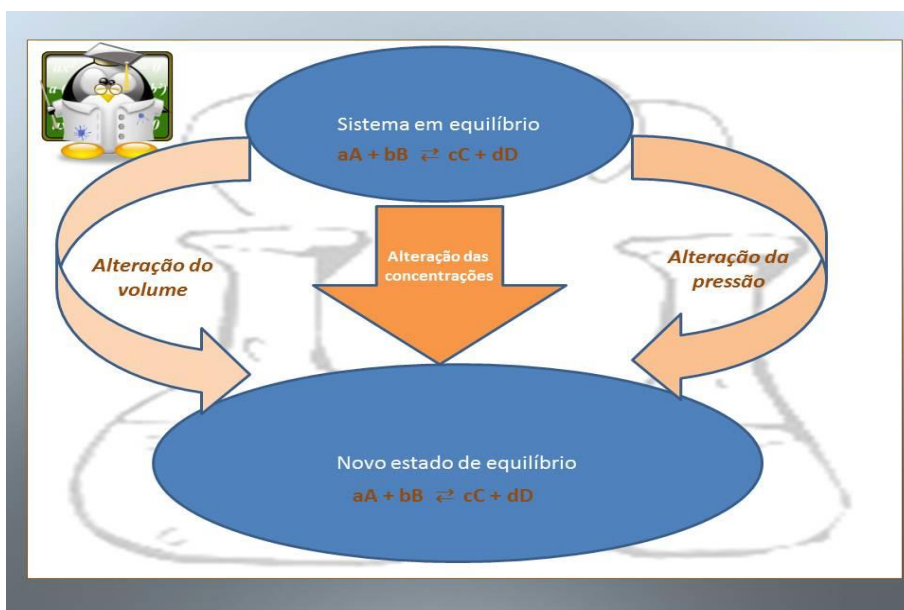 Sistema em equilíbrio
aA + bB ⇄ cC + dD
Alteração do
volume
Alteração das
concentrações
Alteração da
pressão
Novo estado de equilíbrio
aA + bB ⇄ cC + dD